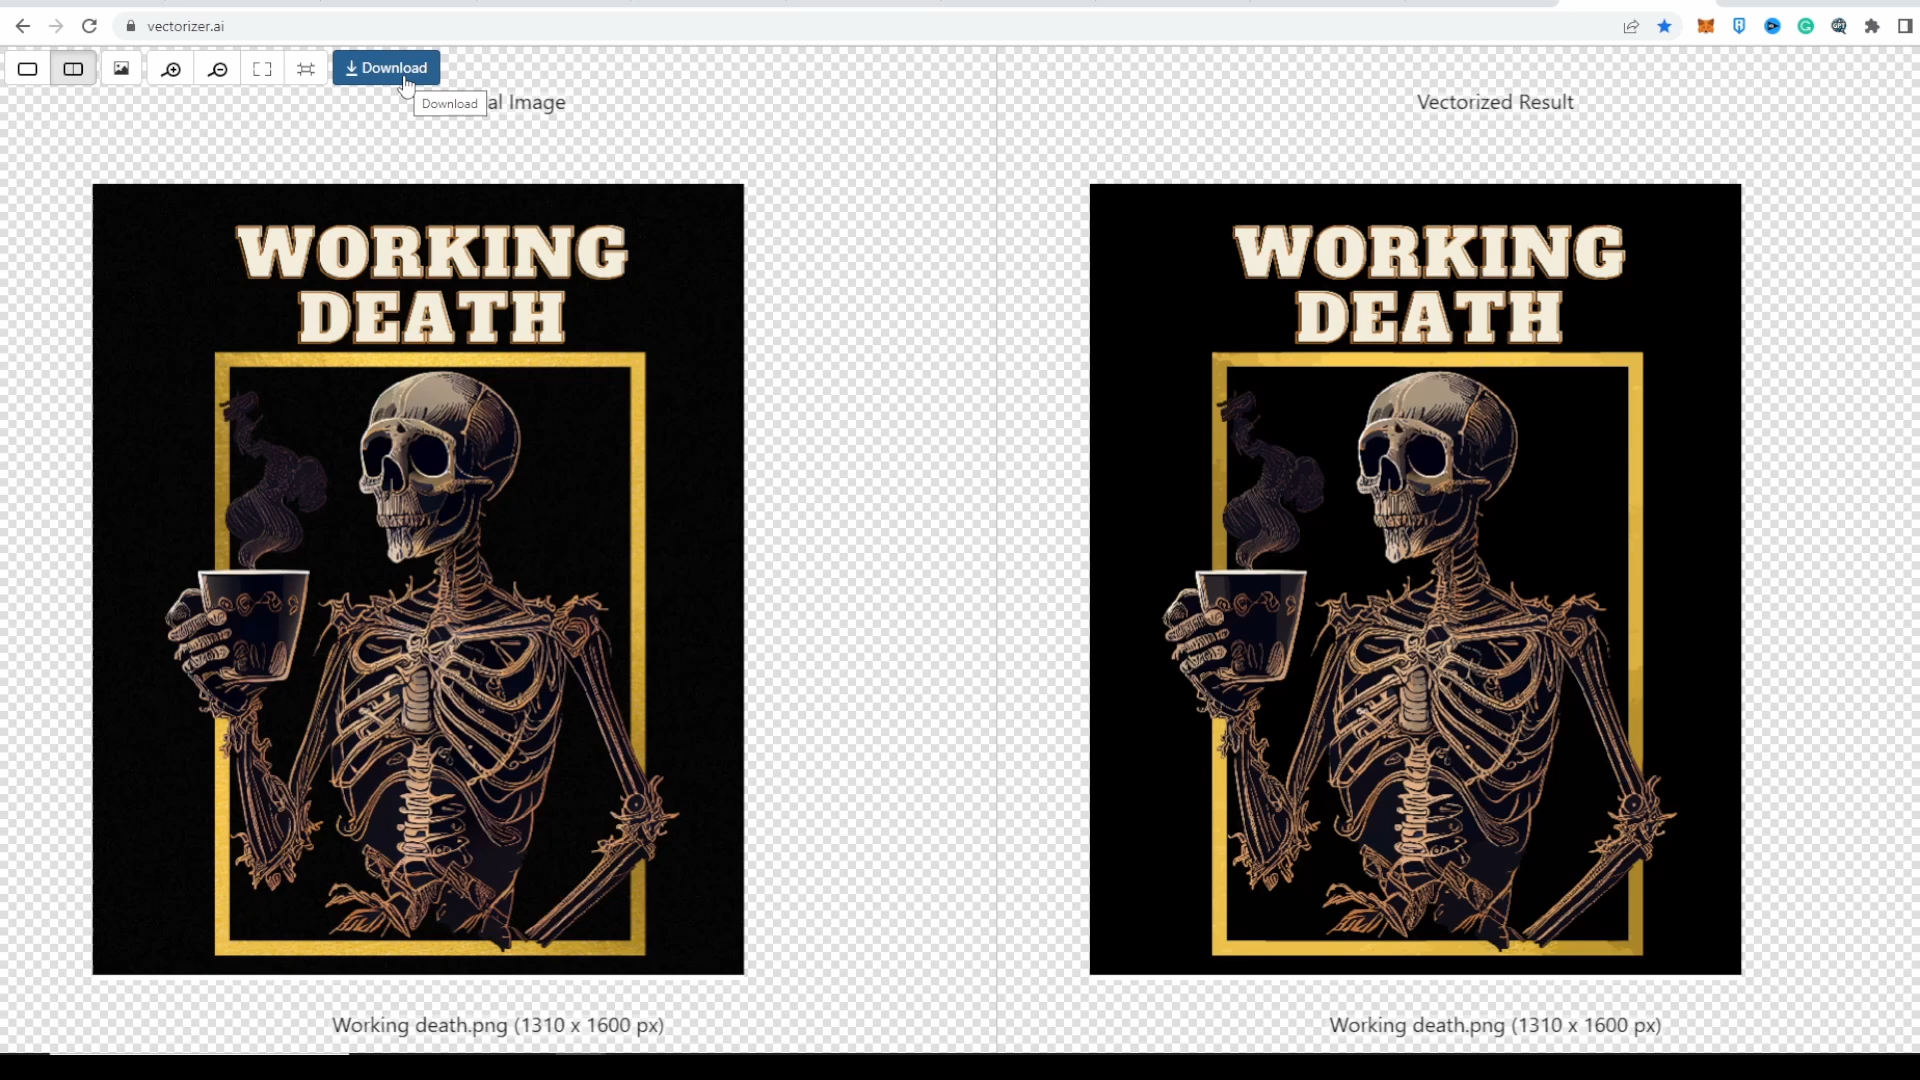 vectorizer.ai
Download
Download
al Image
Vectorized Result
WORKING
DEATH
WORKING
DEATH
Working death.png (1310 x 1600 px)
Working death.png (1310 x 1600 px)